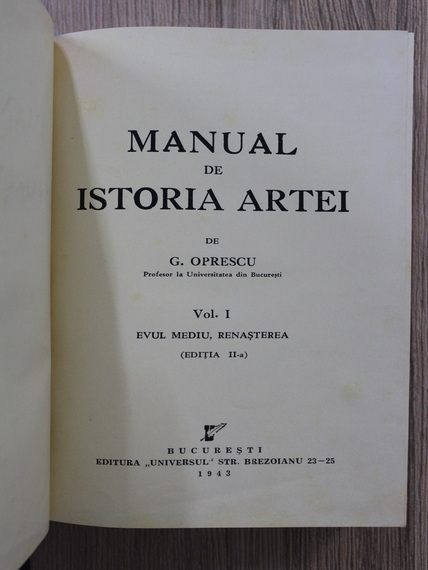 MANUAL
DE
ISTORIA ARTEI
DE
G. OPRESCU
Profesor la Universitatea din București
Vol. I
EVUL MEDIU, RENAȘTEREA
(EDIȚIA II-a)
BUCUREȘTI
EDITURA „UNIVERSUL" STR. BREZOIANU 23-25
1943